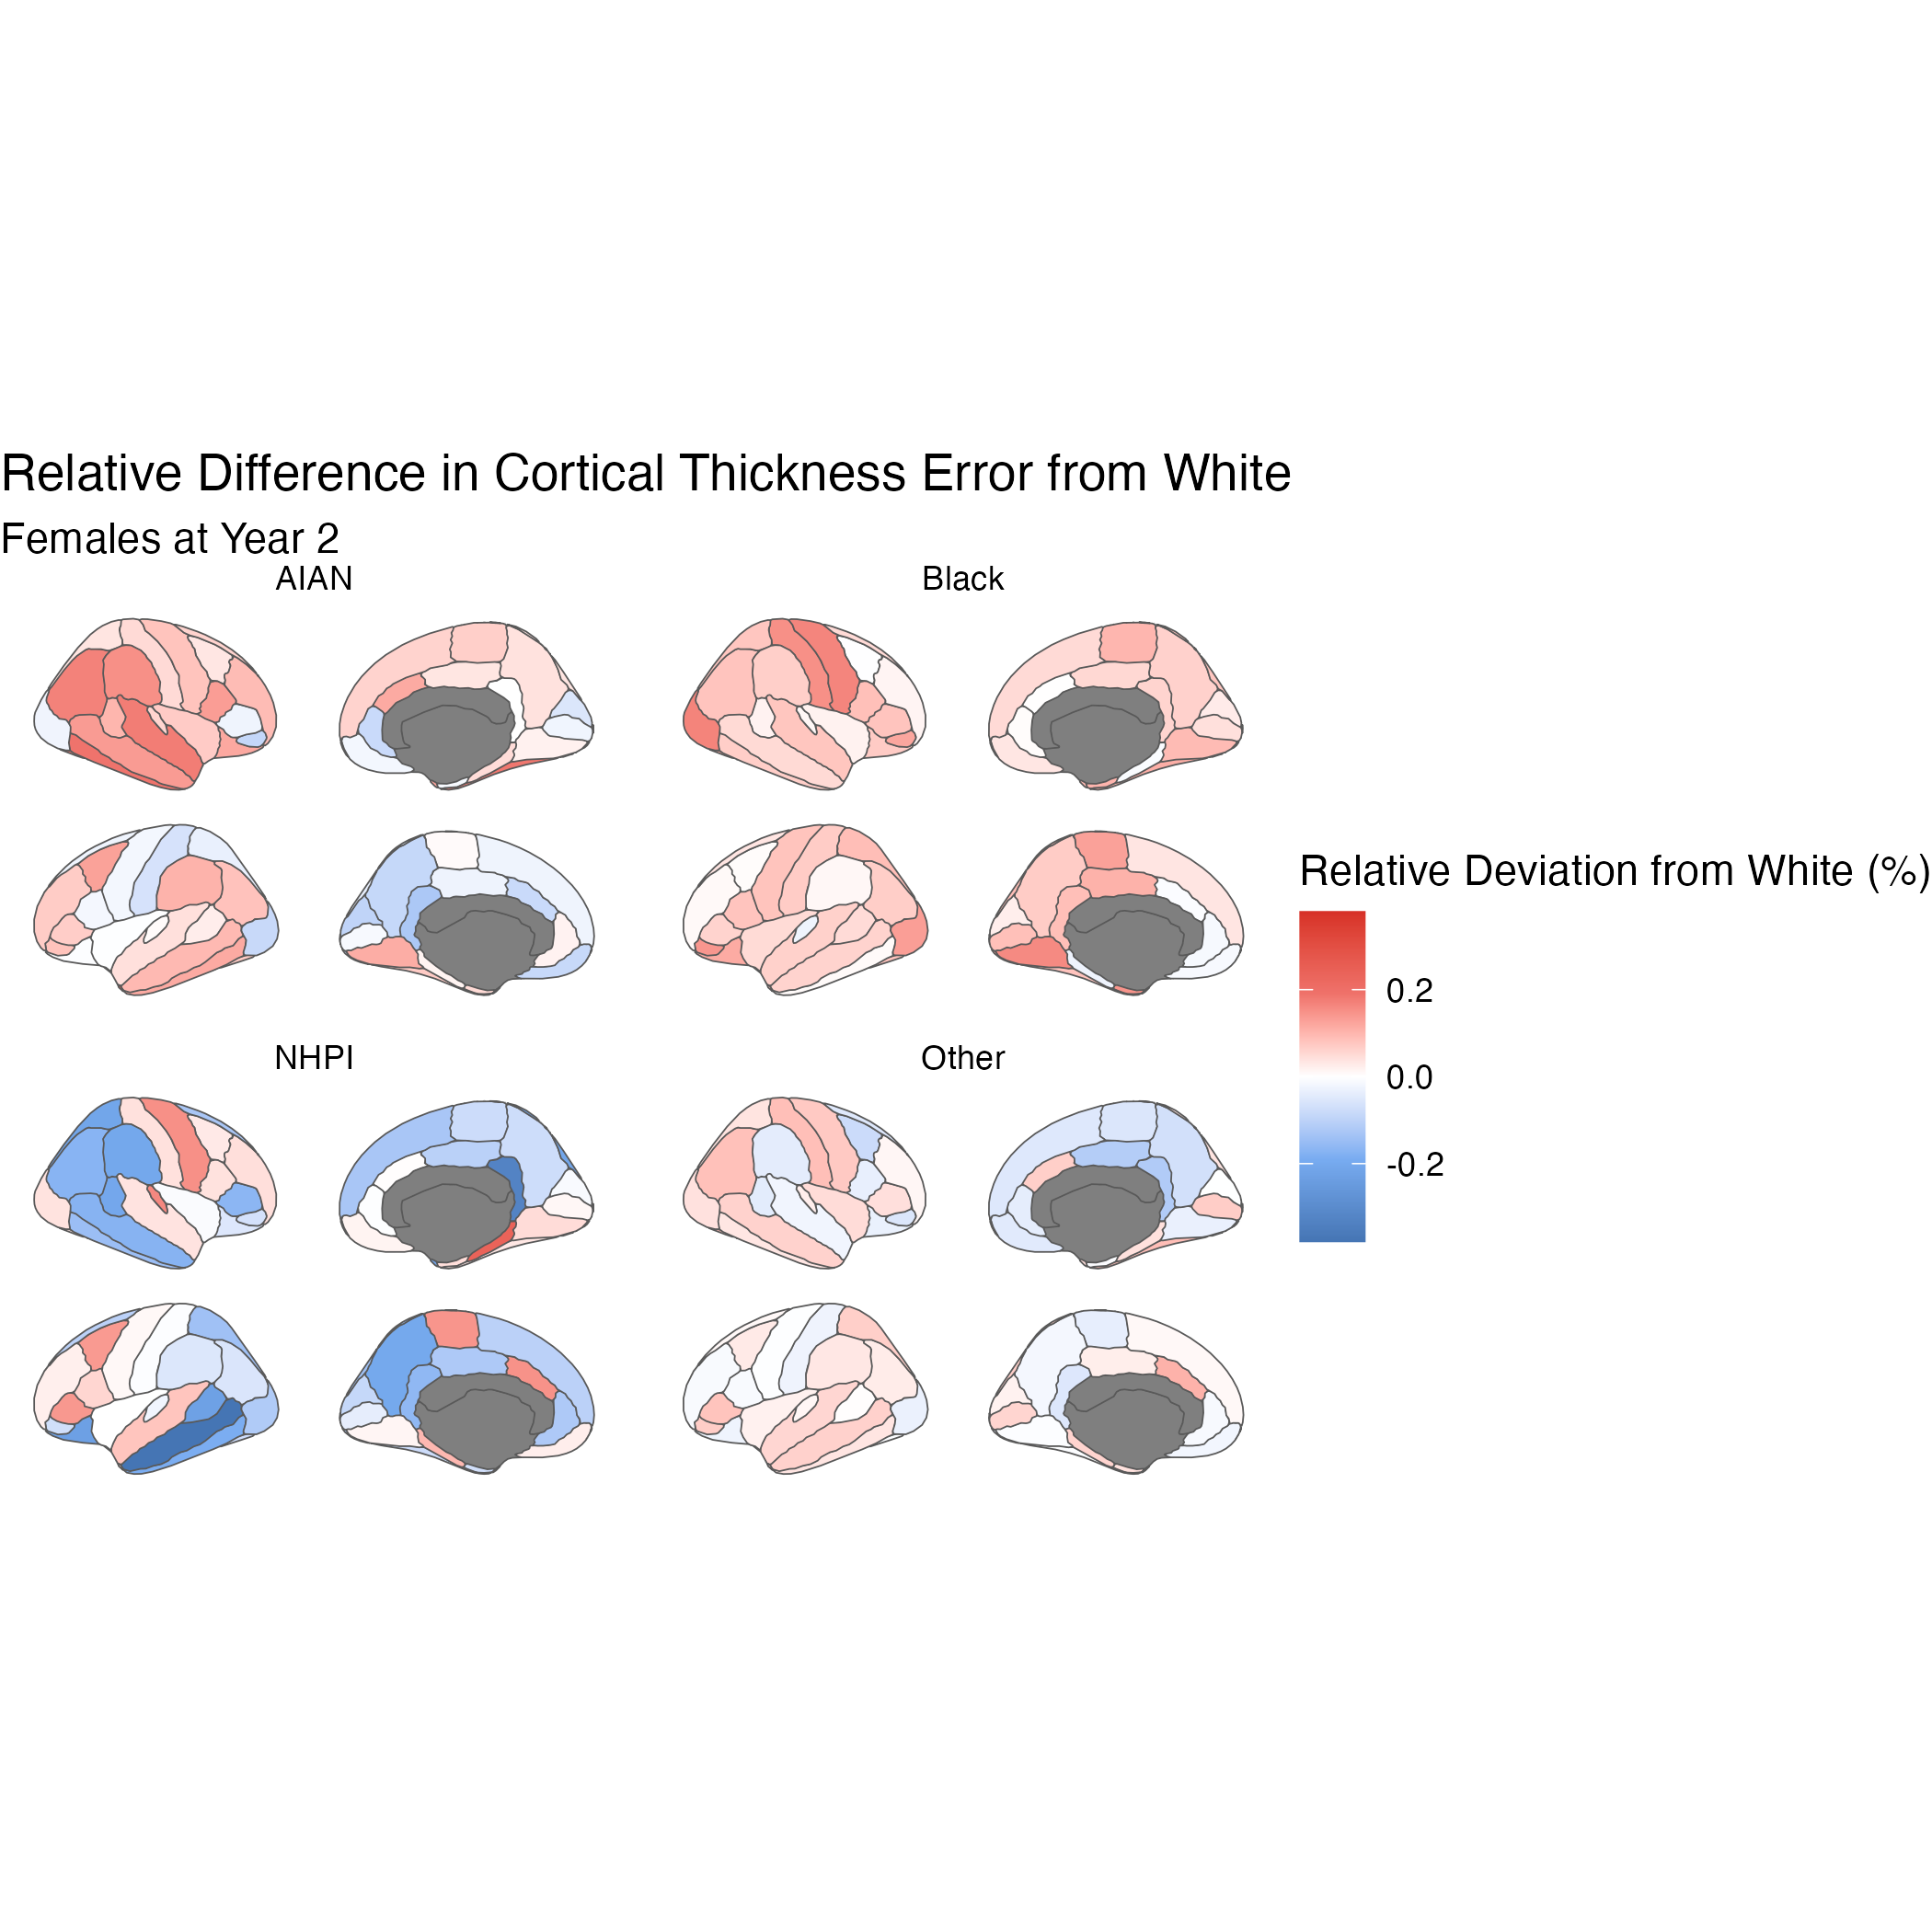 Relative Difference in Cortical Thickness Error from White
Females at Year 2
AIAN
Black
Relative Deviation from White (%)
0.2
0.0
-0.2
NHPI
Other